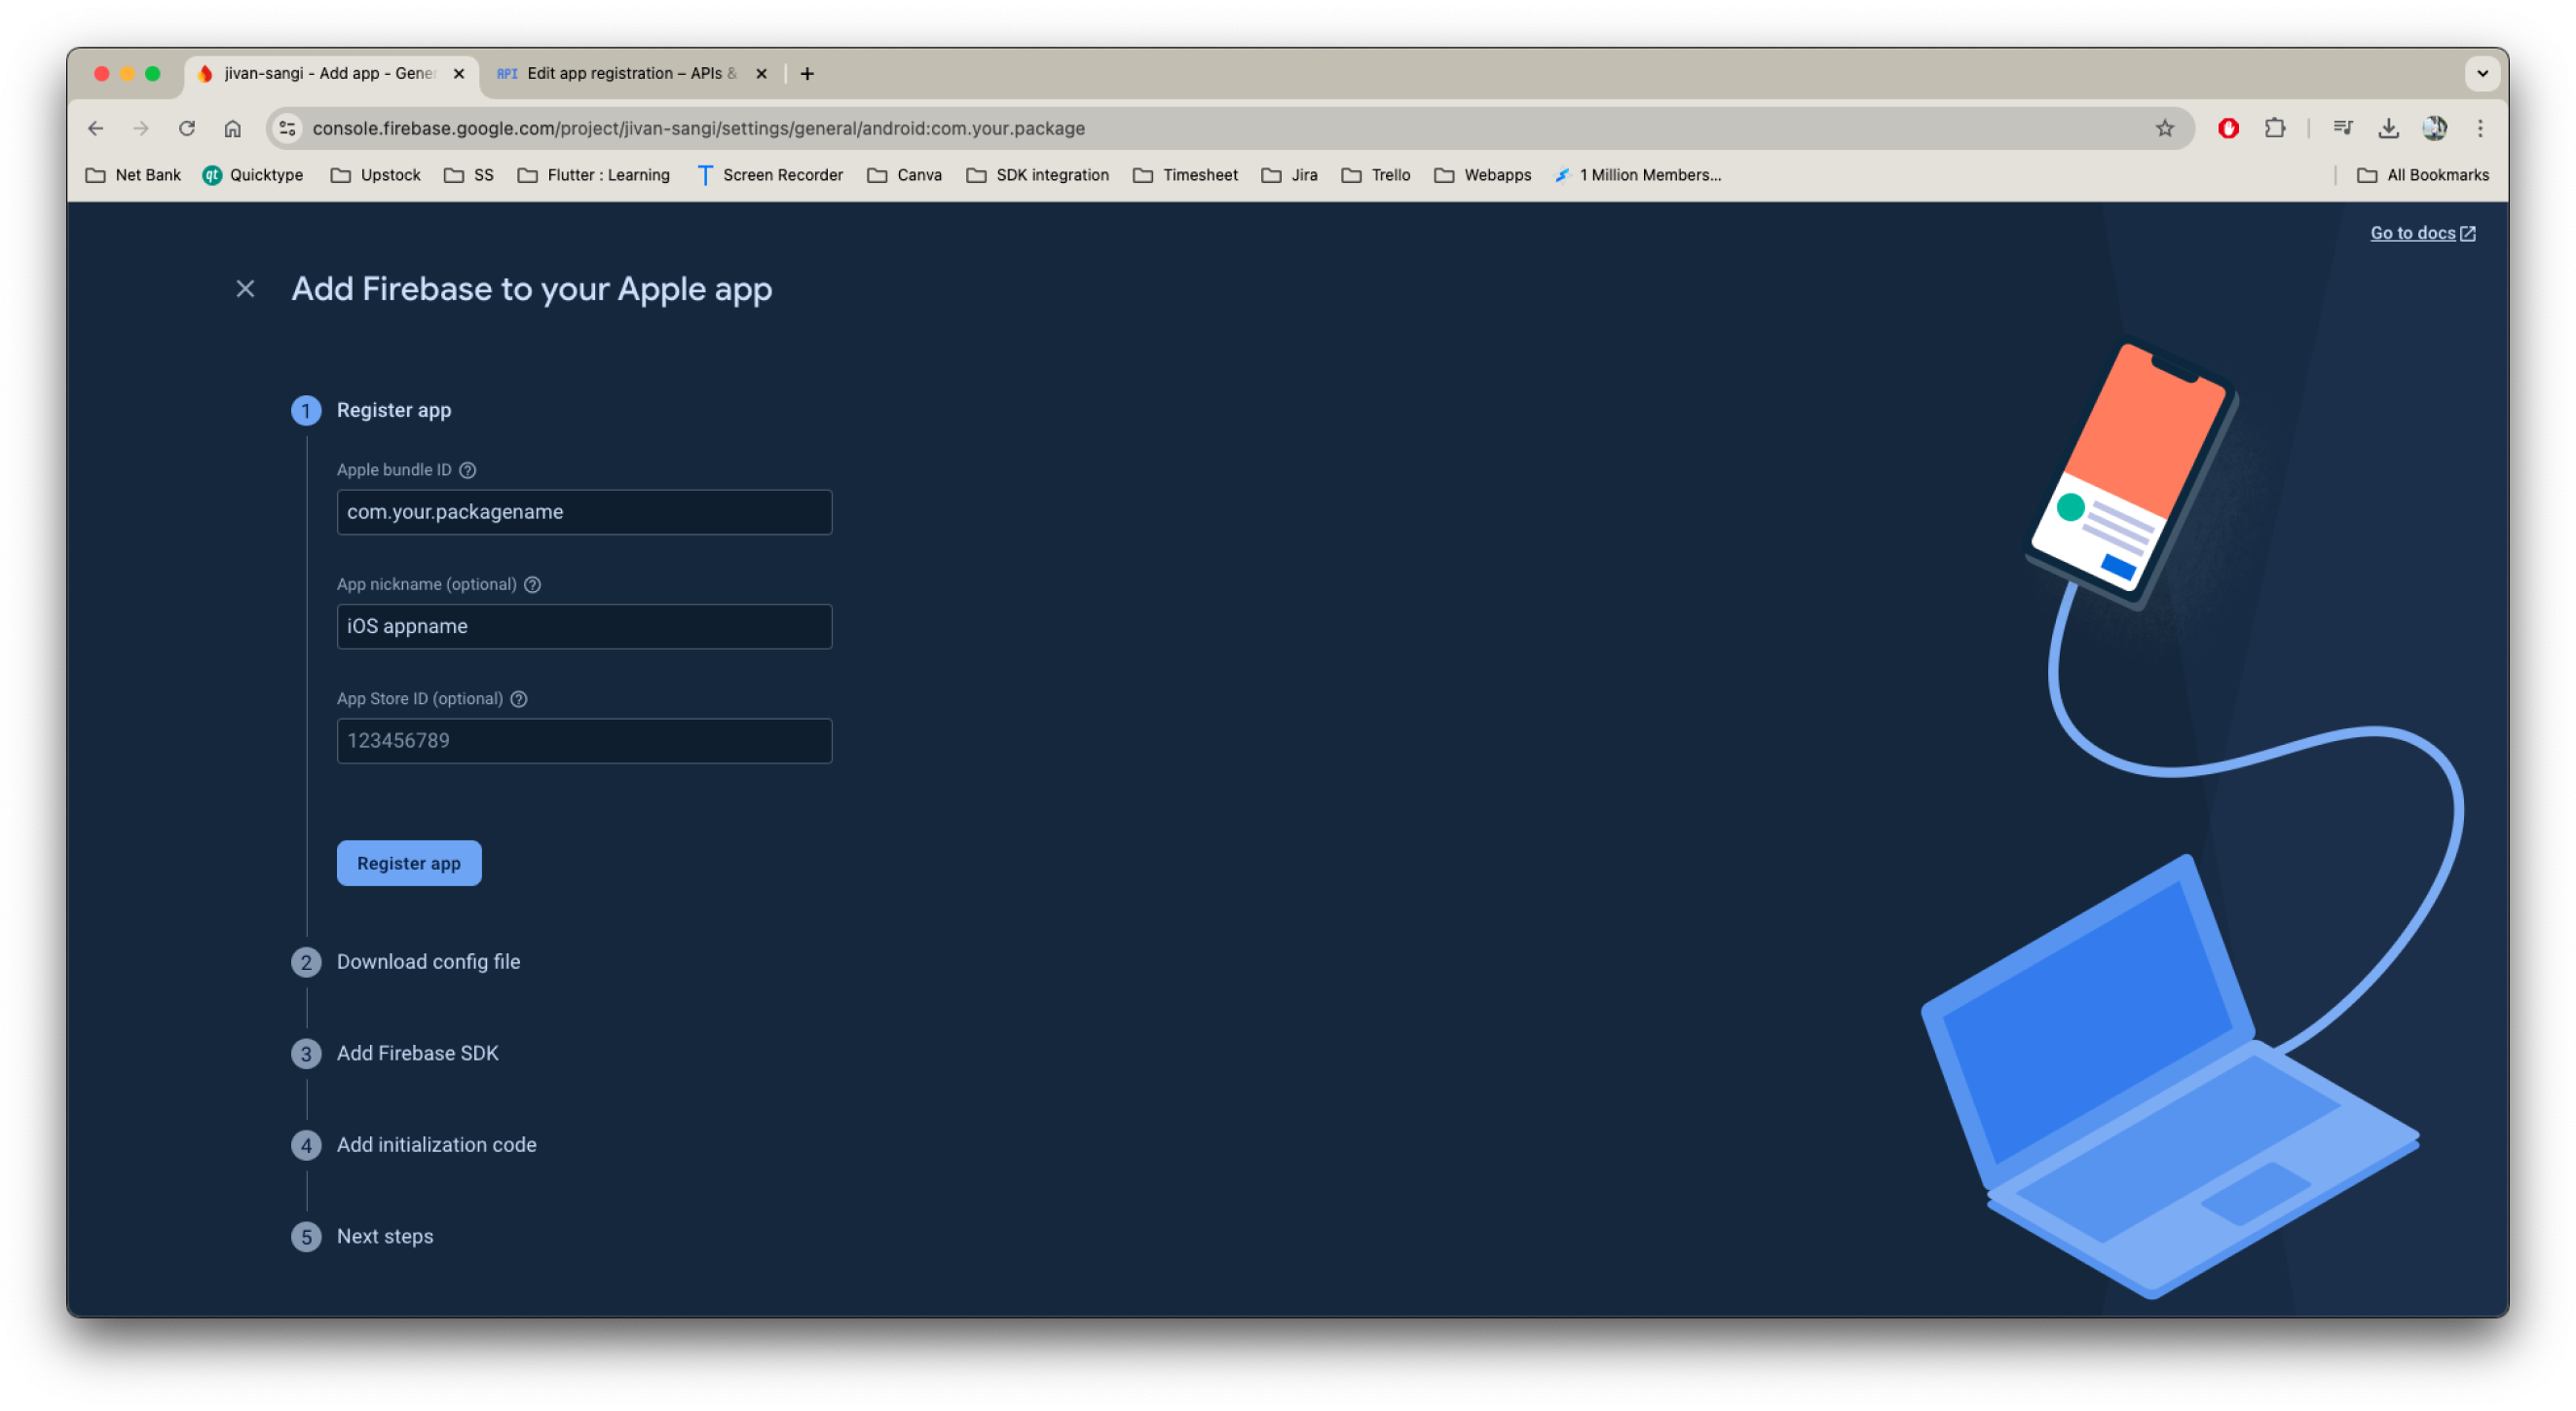 jivan-sangi - Add app - Gener
API Edit app registration – APIs &
console.firebase.google.com/project/jivan-sangi/settings/general/android:com.your.package
Net Bank qt Quicktype Upstock SS Flutter : Learning Screen Recorder Canva SDK integration Timesheet Jira Trello Webapps 1 Million Members... All Bookmarks
Go to docs
Add Firebase to your Apple app
1 Register app
Apple bundle ID ?
com.your.packagename
App nickname (optional) ?
iOS appname
App Store ID (optional) ?
123456789
Register app
2 Download config file
3 Add Firebase SDK
4 Add initialization code
5 Next steps